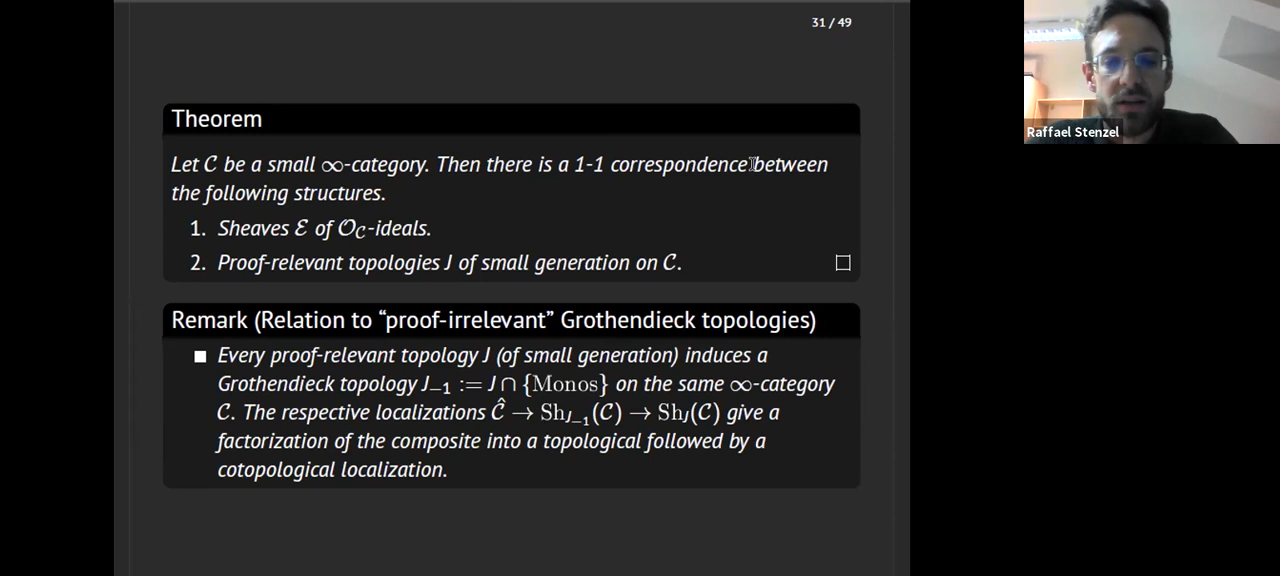 31 / 49
Theorem
Let 𝒞 be a small ∞-category. Then there is a 1-1 correspondence between
the following structures.
1. Sheaves ℰ of 𝒪_𝒞-ideals.
2. Proof-relevant topologies J of small generation on 𝒞. □
Remark (Relation to “proof-irrelevant” Grothendieck topologies)
■ Every proof-relevant topology J (of small generation) induces a
Grothendieck topology J₋₁ := J ∩ {Monos} on the same ∞-category
𝒞. The respective localizations 𝒞̂ → Sh_{J₋₁}(𝒞) → Sh_J(𝒞) give a
factorization of the composite into a topological followed by a
cotopological localization.
Raffael Stenzel